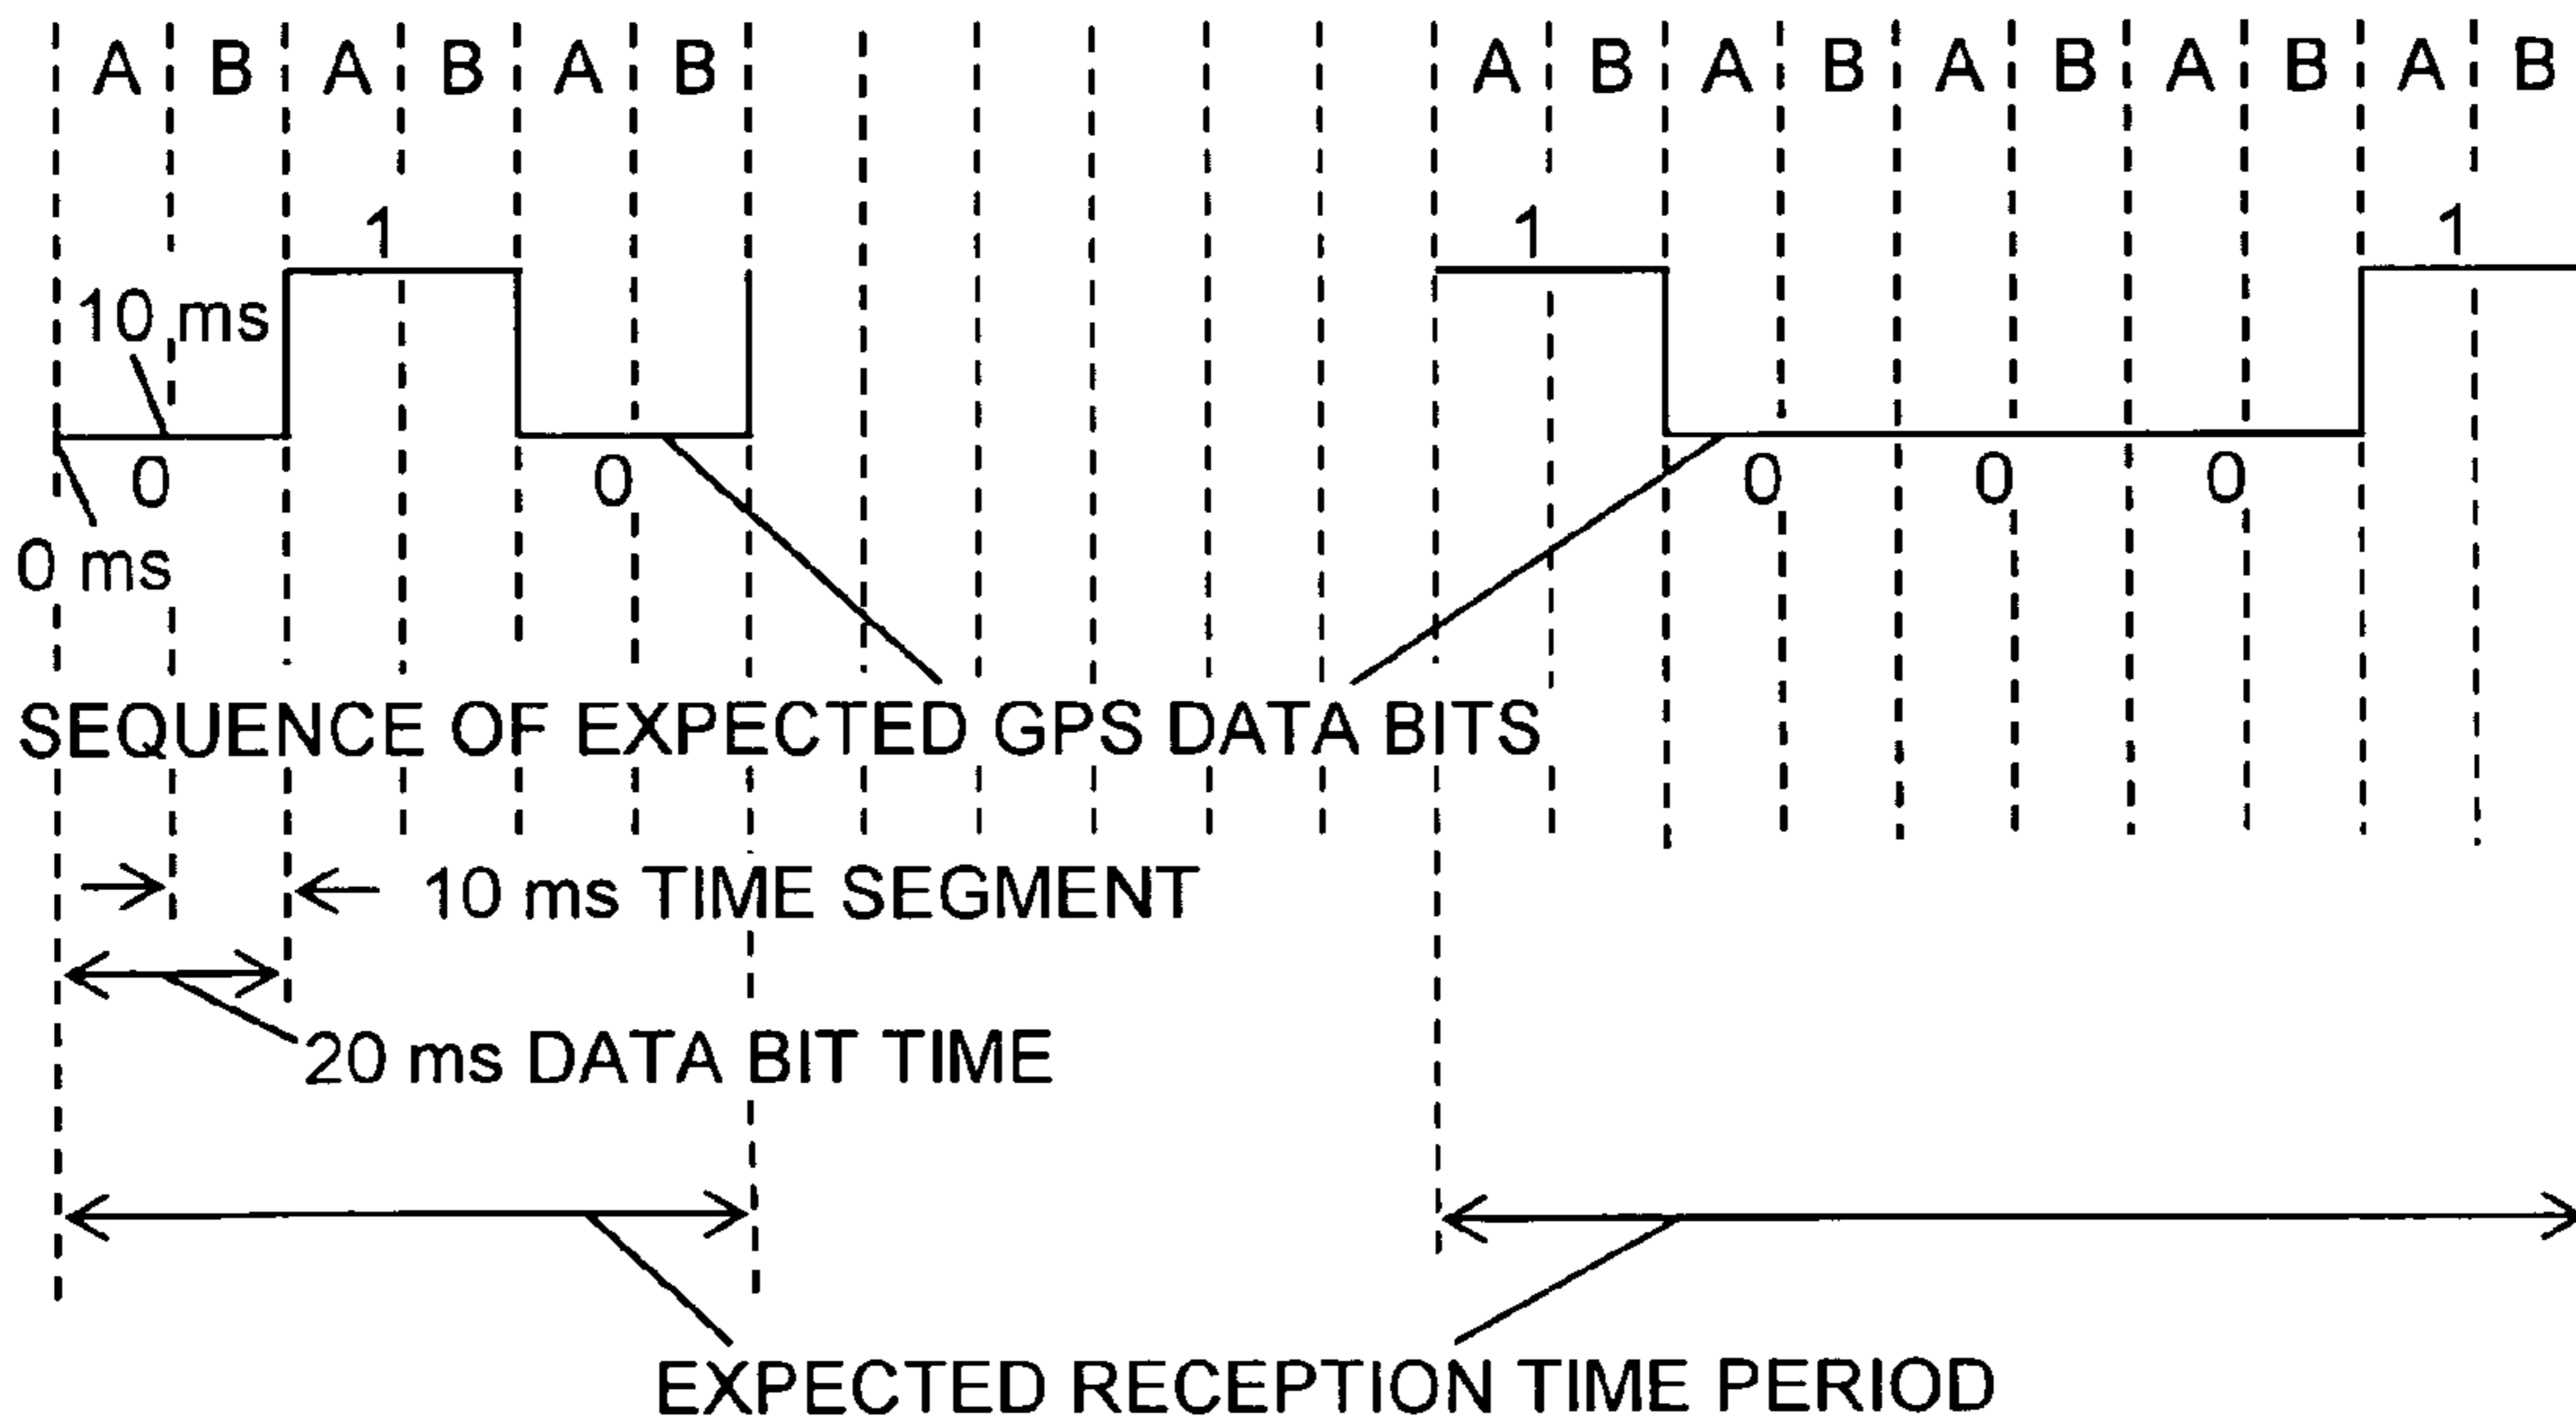 A B A B A B A B A B A B A B A B
1 1 1
10 ms
0 0 0 0 0
0 ms
SEQUENCE OF EXPECTED GPS DATA BITS
10 ms TIME SEGMENT
20 ms DATA BIT TIME
EXPECTED RECEPTION TIME PERIOD